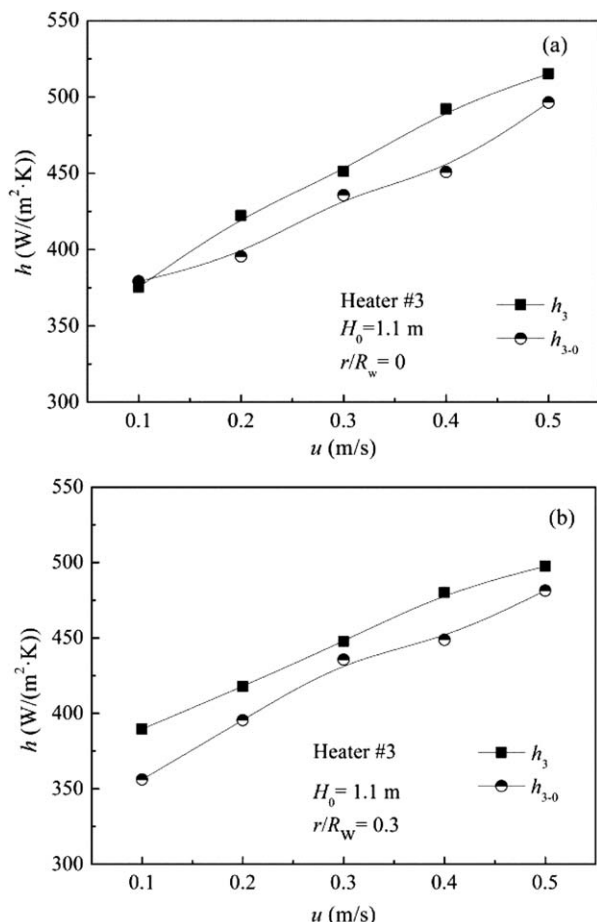 550
(a)
500
450
400
350
300
h (W/(m²·K))
Heater #3
H₀=1.1 m
r/R_w= 0
h₃
h₃₋₀
0.1 0.2 0.3 0.4 0.5
u (m/s)
550
(b)
500
450
400
350
300
h (W/(m²·K))
Heater #3
H₀= 1.1 m
r/R_w= 0.3
h₃
h₃₋₀
0.1 0.2 0.3 0.4 0.5
u (m/s)